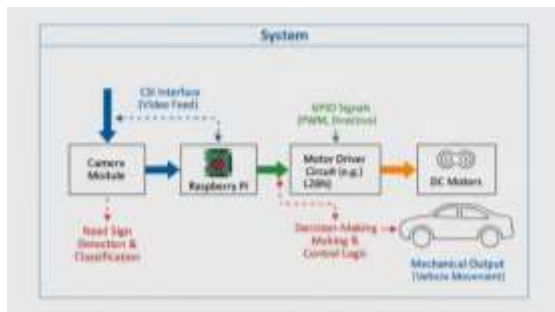 System
CSI Interface
(Video Feed)
GPIO Signals
(PWM, Direction)
Camera
Module
Raspberry Pi
Motor Driver
Circuit (e.g.)
L28N)
DC Motors
Road Sign
Detection &
Classification
Decision-Making
Making &
Control Logic
Mechanical Output
(Vehicle Movement)